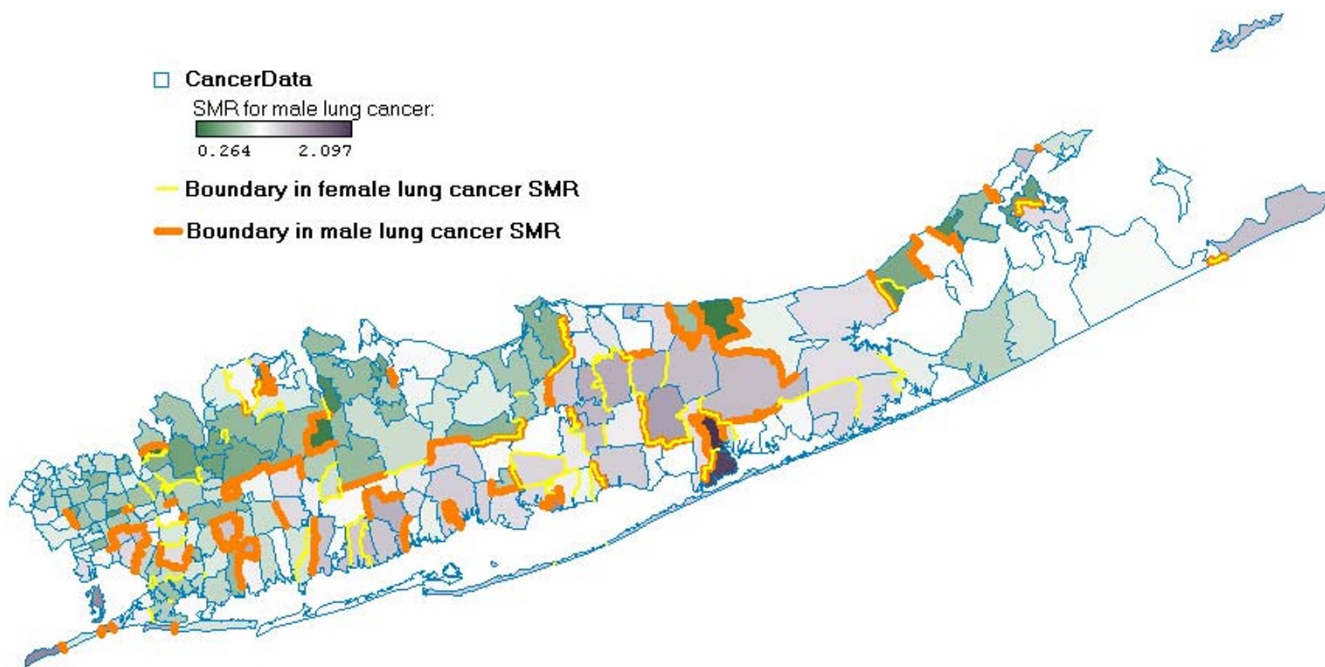 CancerData
SMR for male lung cancer:
0.264 2.097
Boundary in female lung cancer SMR
Boundary in male lung cancer SMR